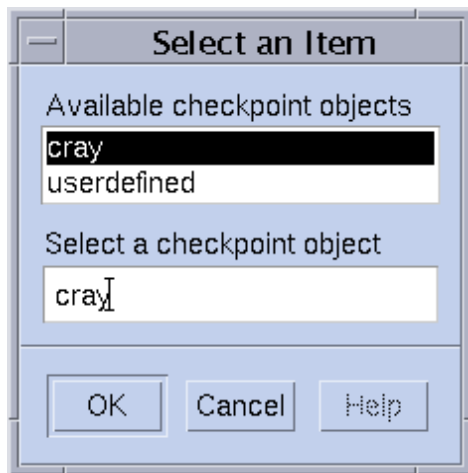 Select an Item
Available checkpoint objects
cray
userdefined
Select a checkpoint object
cray
OK Cancel Help